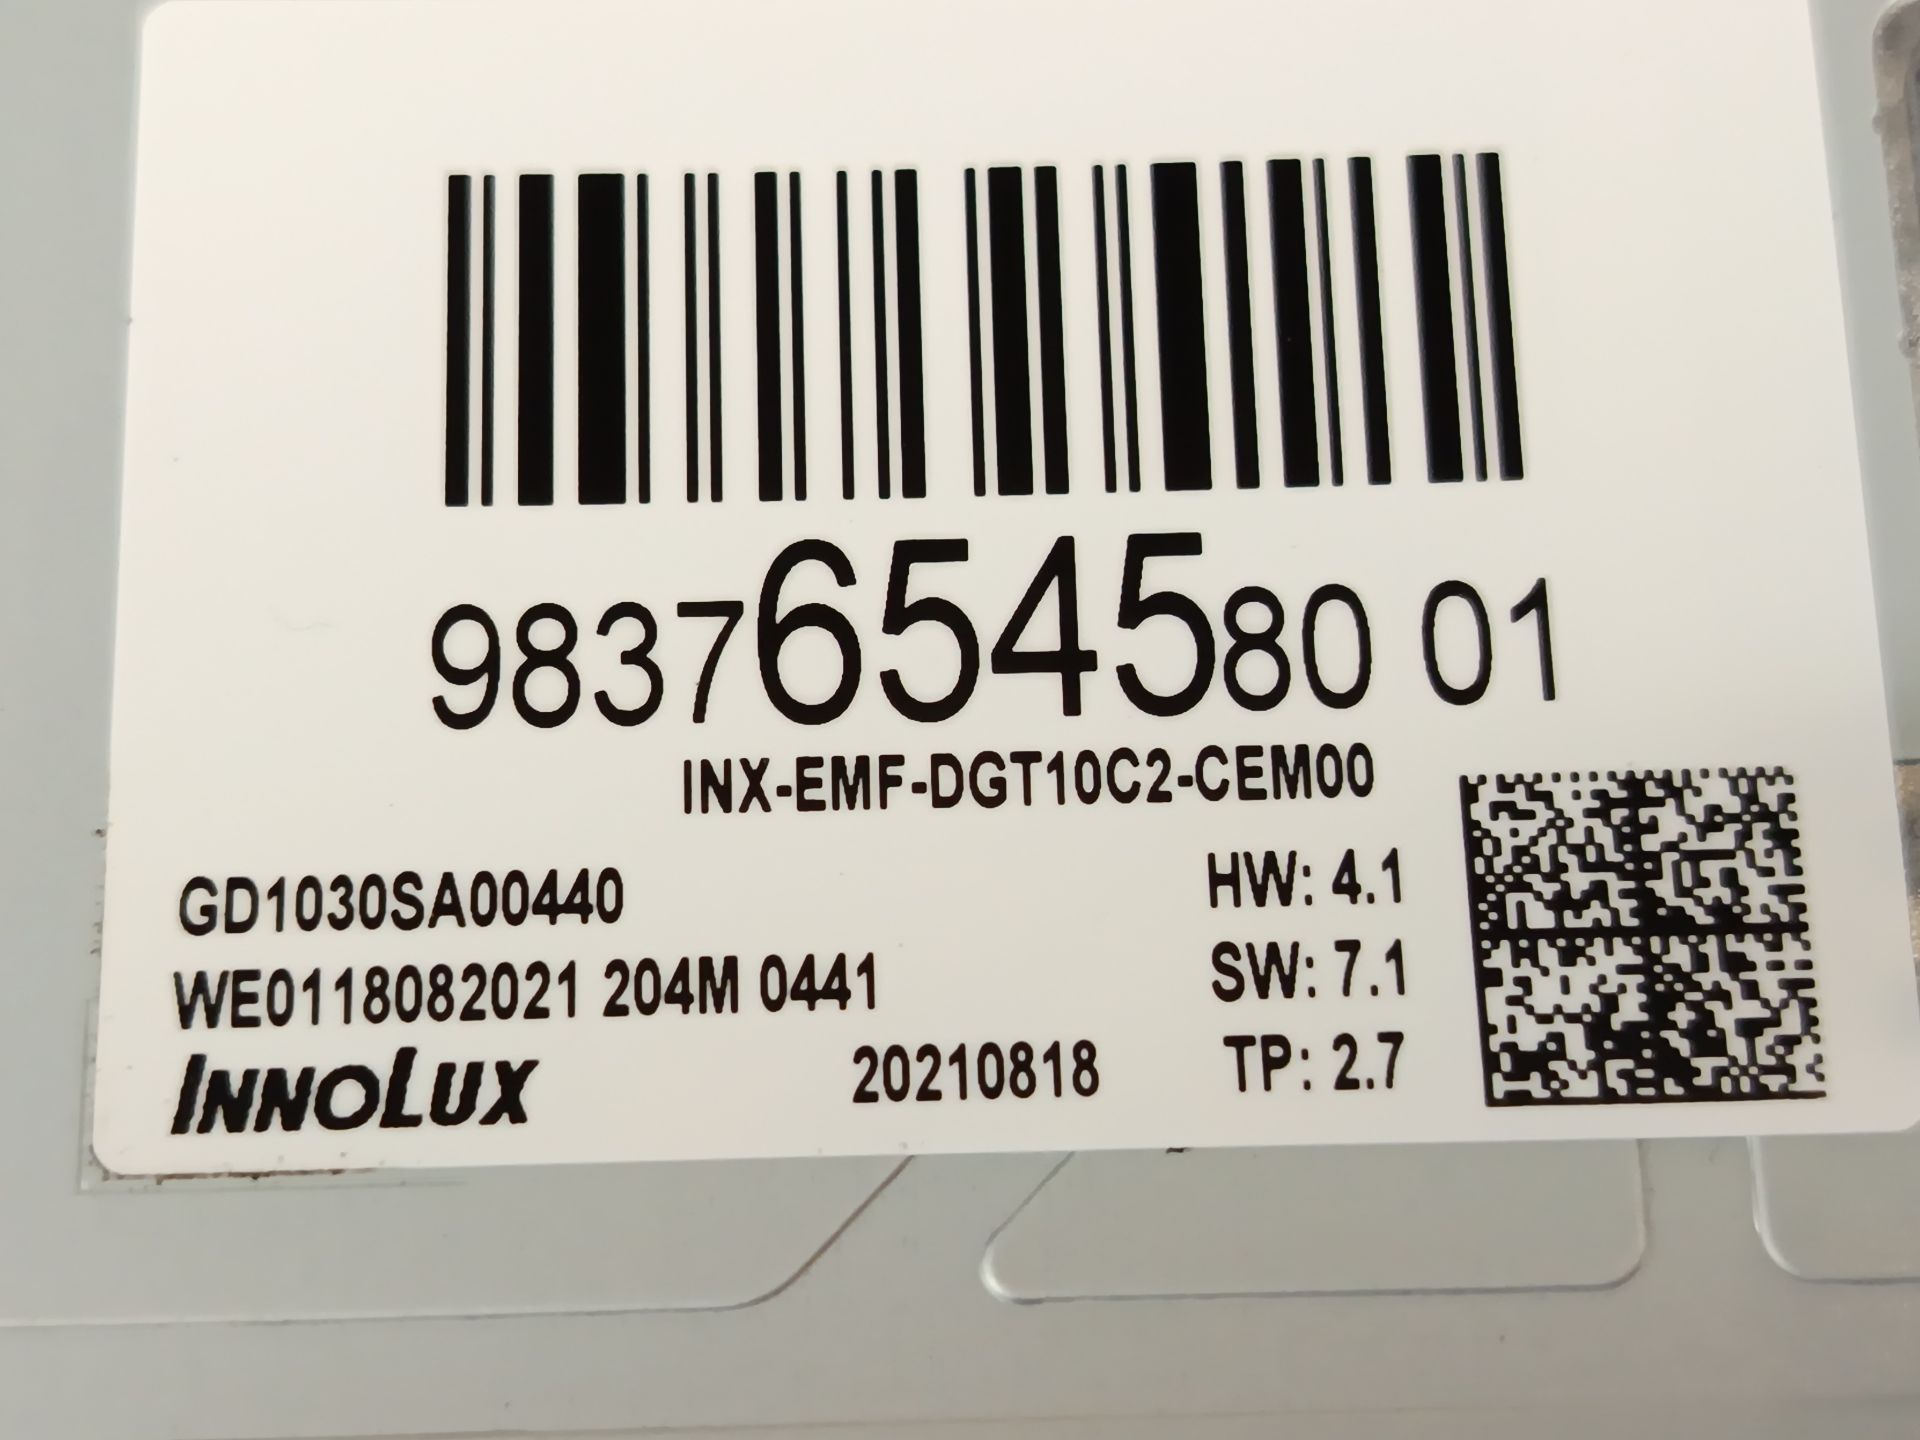 9837654580 01
INX-EMF-DGT10C2-CEM00
GD1030SA00440
HW: 4.1
WE0118082021 204M 0441
SW: 7.1
INNOLUX
20210818
TP: 2.7